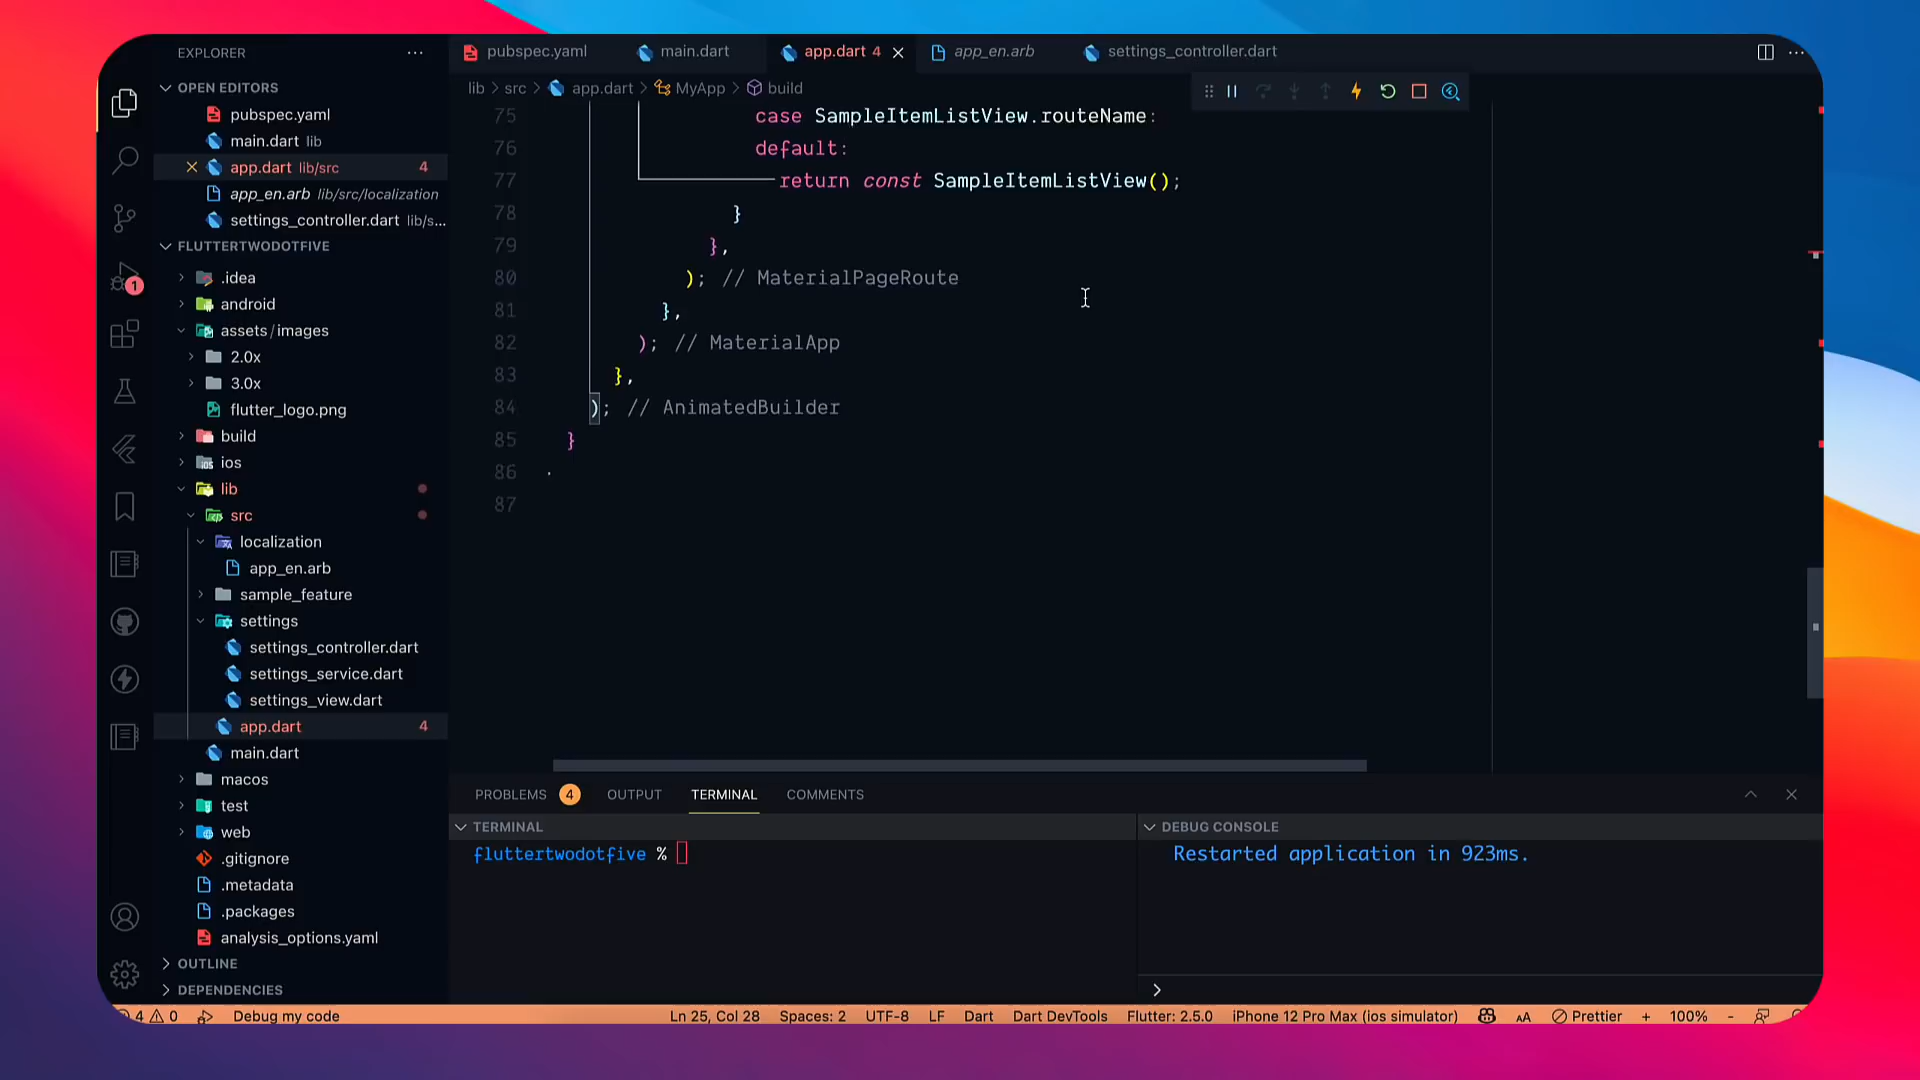 EXPLORER
OPEN EDITORS
pubspec.yaml
main.dart lib
app.dart lib/src 4
app_en.arb lib/src/localization
settings_controller.dart lib/s...
FLUTTERTWODOTFIVE
.idea
android
assets/images
2.0x
3.0x
flutter_logo.png
build
ios
lib
src
localization
app_en.arb
sample_feature
settings
settings_controller.dart
settings_service.dart
settings_view.dart
app.dart 4
main.dart
macos
test
web
.gitignore
.metadata
.packages
analysis_options.yaml
OUTLINE
DEPENDENCIES
1
pubspec.yaml main.dart app.dart 4 app_en.arb settings_controller.dart
lib > src > app.dart > MyApp > build
75 case SampleItemListView.routeName:
76 default:
77 return const SampleItemListView();
78 }
79 },
80 ); // MaterialPageRoute
81 },
82 ); // MaterialApp
83 },
84 ); // AnimatedBuilder
85 }
86
87
PROBLEMS 4 OUTPUT TERMINAL COMMENTS
TERMINAL
fluttertwodotfive %
DEBUG CONSOLE
Restarted application in 923ms.
>
4 0 Debug my code Ln 25, Col 28 Spaces: 2 UTF-8 LF Dart Dart DevTools Flutter: 2.5.0 iPhone 12 Pro Max (ios simulator) AA Prettier + 100% -